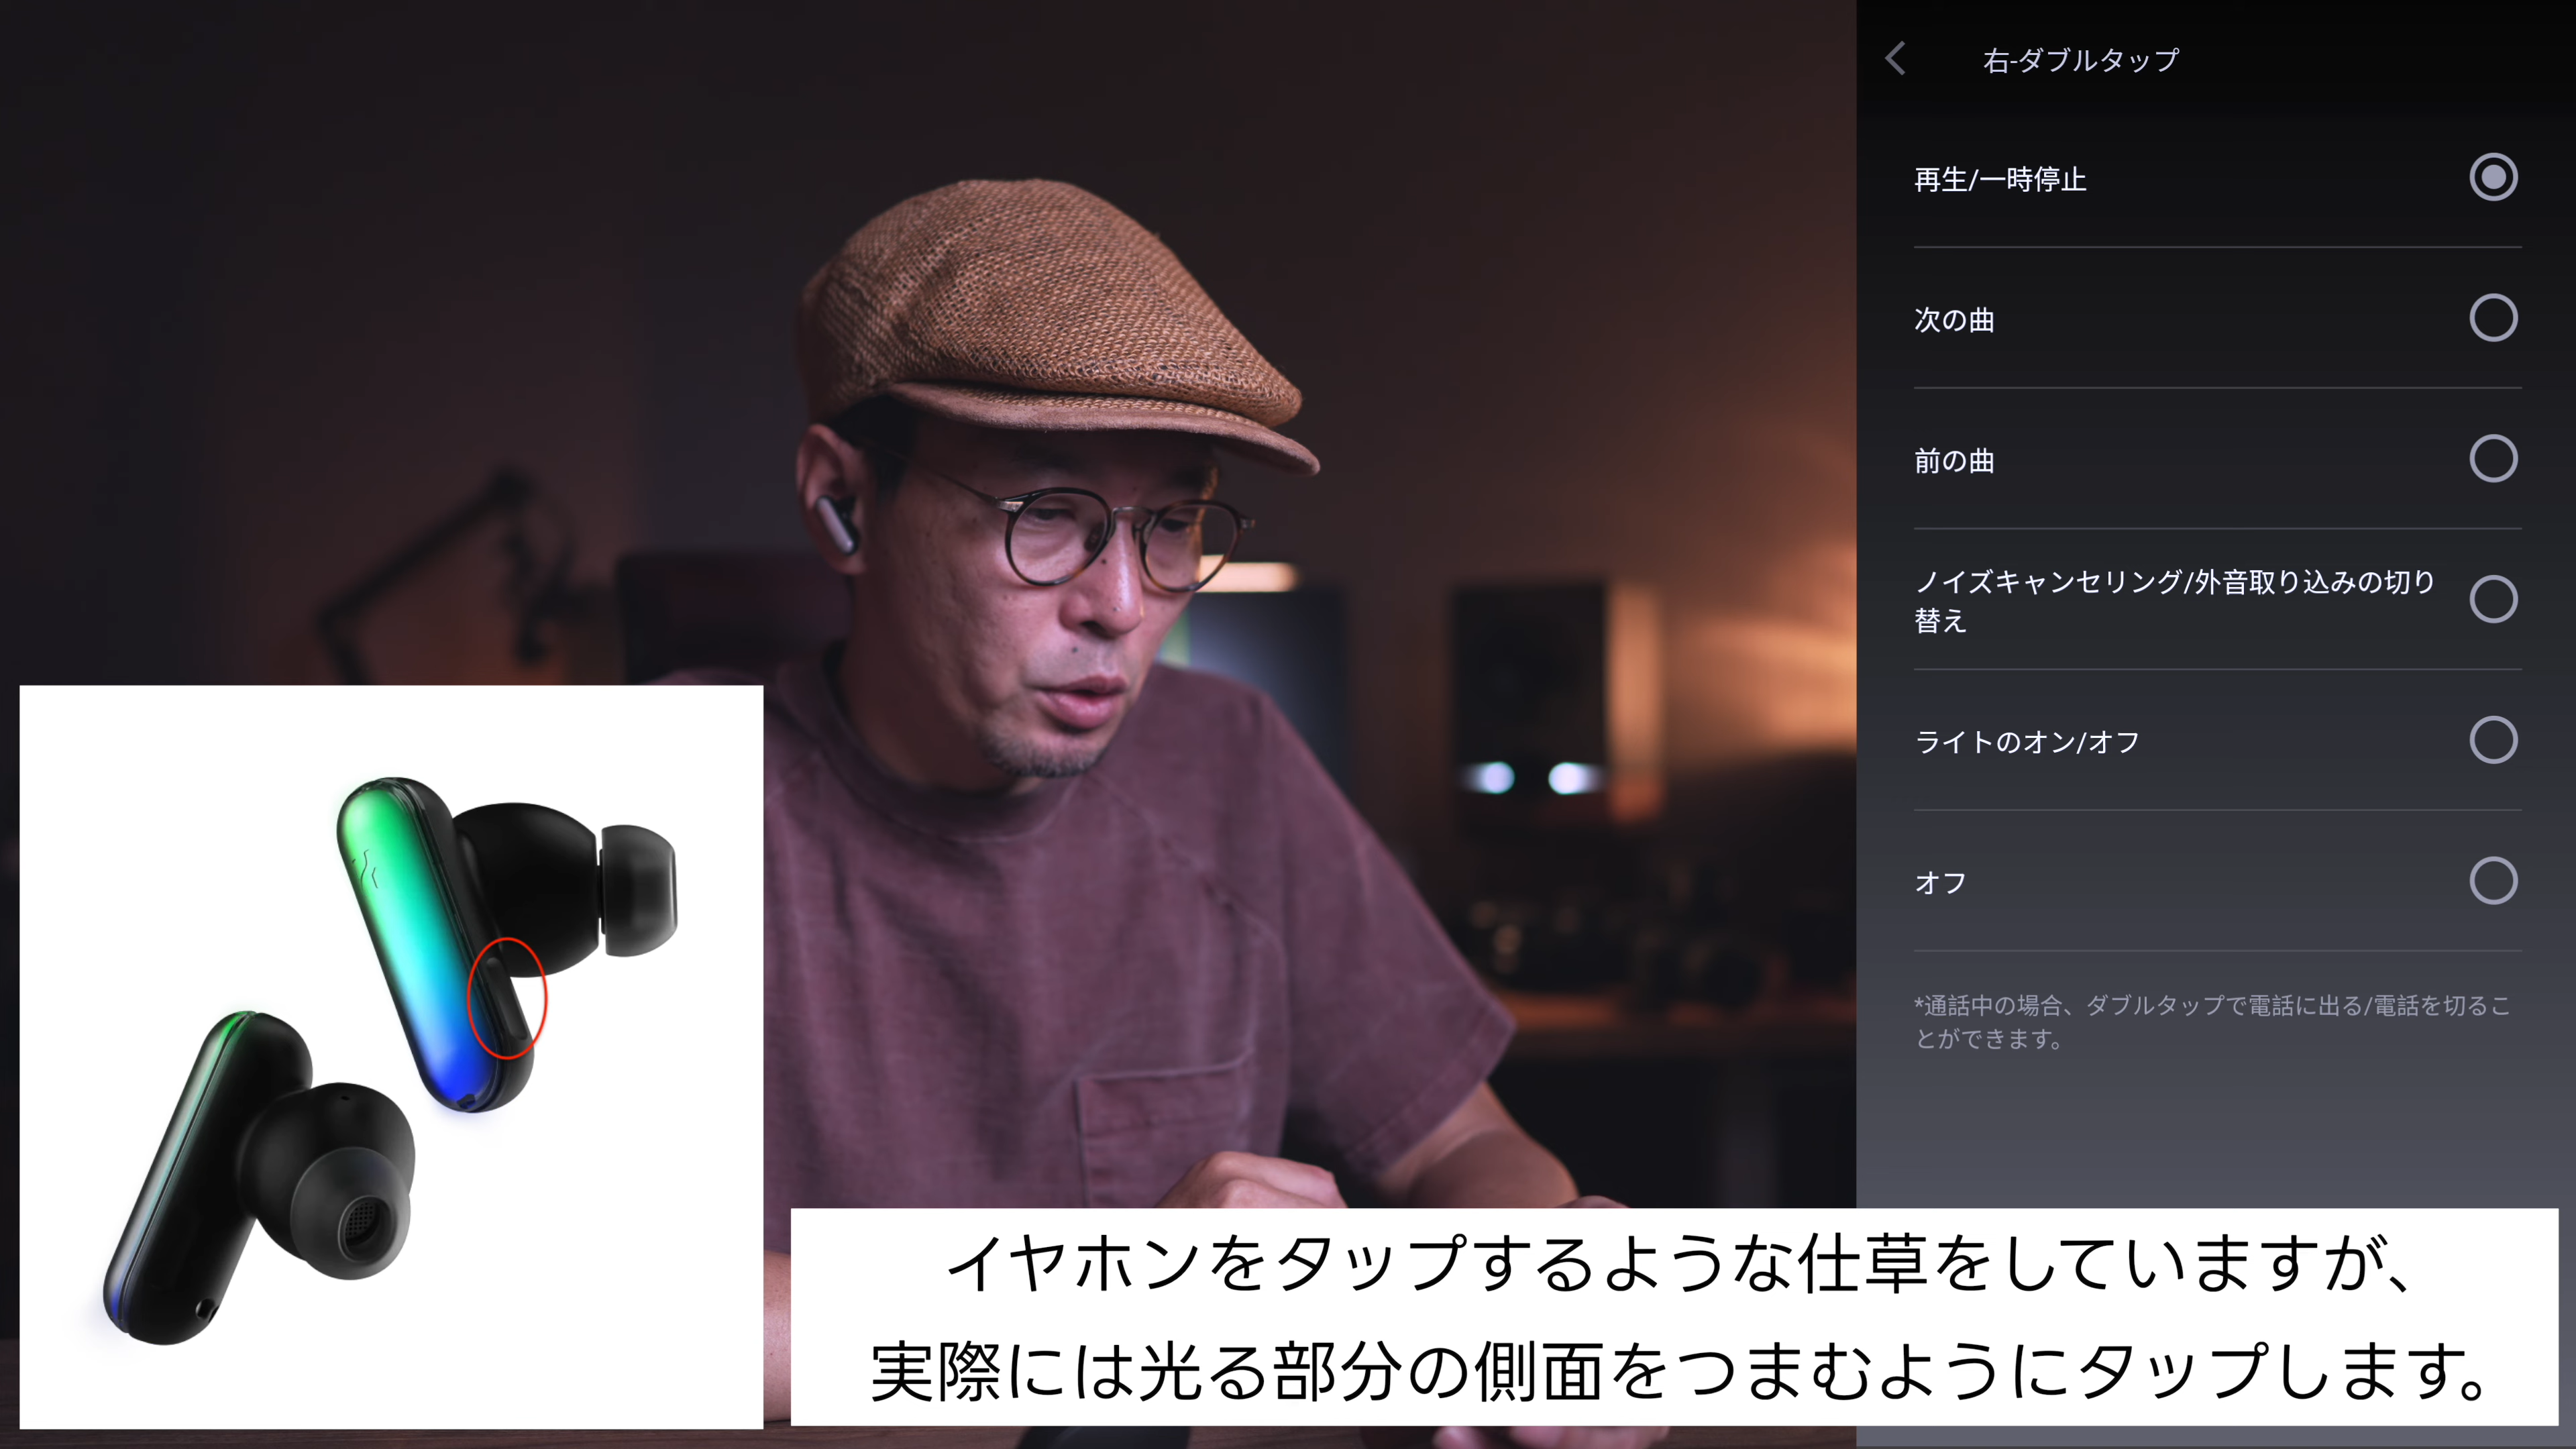 右-ダブルタップ
再生/一時停止
次の曲
前の曲
ノイズキャンセリング/外音取り込みの切り
替え
ライトのオン/オフ
オフ
*通話中の場合、ダブルタップで電話に出る/電話を切るこ
とができます。
イヤホンをタップするような仕草をしていますが、
実際には光る部分の側面をつまむようにタップします。